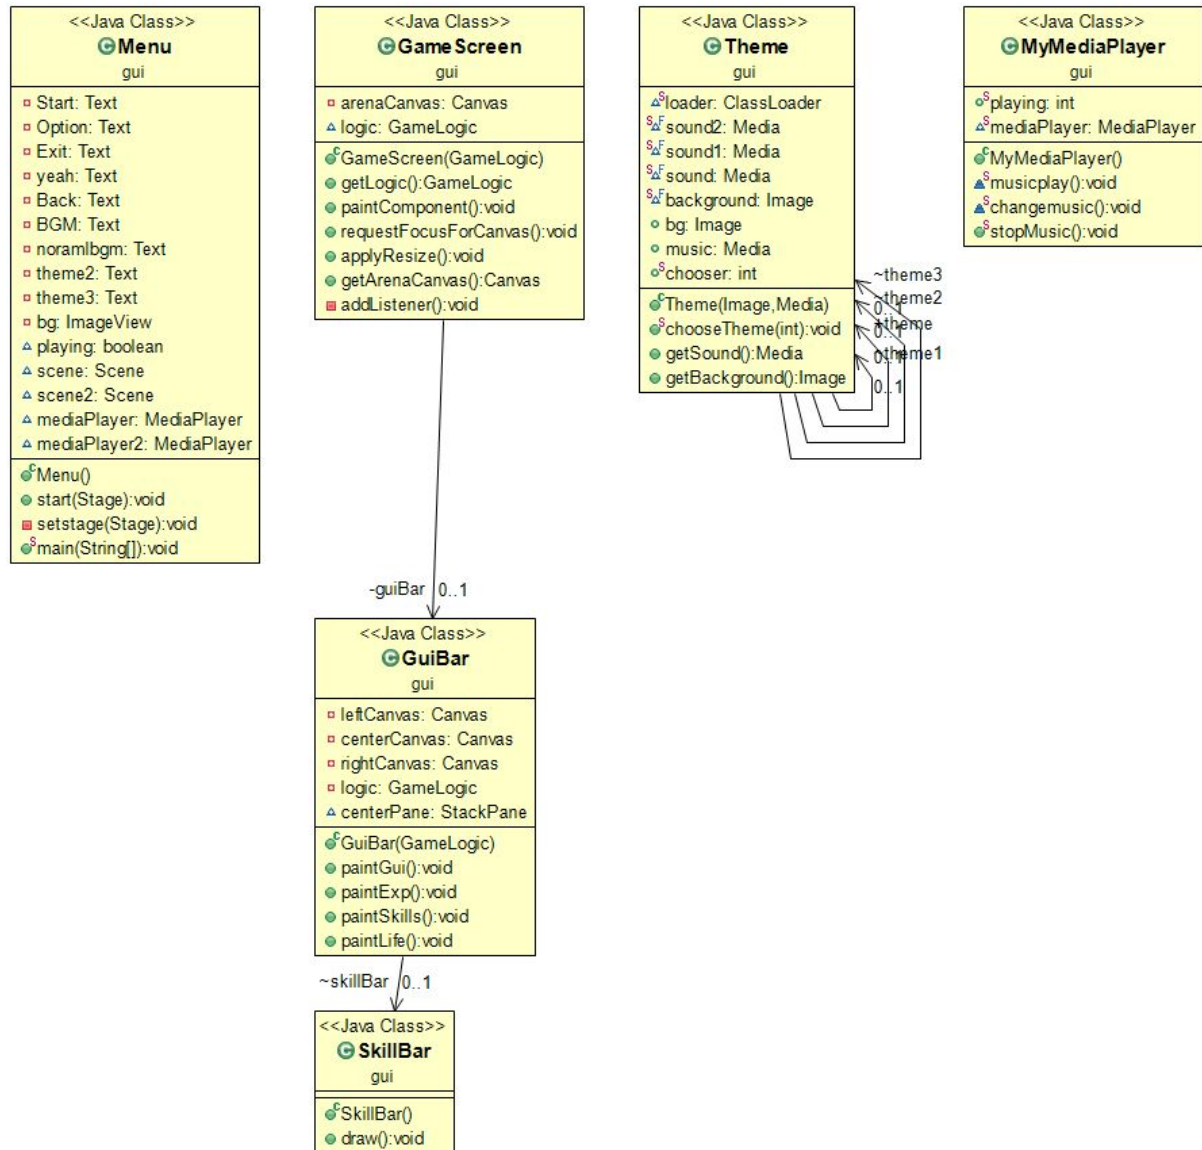 <<Java Class>>
Menu
gui
Start: Text
Option: Text
Exit: Text
yeah: Text
Back: Text
BGM: Text
noramlbgm: Text
theme2: Text
theme3: Text
bg: ImageView
playing: boolean
scene: Scene
scene2: Scene
mediaPlayer: MediaPlayer
mediaPlayer2: MediaPlayer
Menu()
start(Stage):void
setstage(Stage):void
main(String[]):void
<<Java Class>>
GameScreen
gui
arenaCanvas: Canvas
logic: GameLogic
GameScreen(GameLogic)
getLogic():GameLogic
paintComponent():void
requestFocusForCanvas():void
applyResize():void
getArenaCanvas():Canvas
addListener():void
<<Java Class>>
Theme
gui
loader: ClassLoader
sound2: Media
sound1: Media
sound: Media
background: Image
bg: Image
music: Media
chooser: int
Theme(Image,Media)
chooseTheme(int):void
getSound():Media
getBackground():Image
~theme3
0..1
~theme2
0..1
theme
0..1
~theme1
0..1
<<Java Class>>
MyMediaPlayer
gui
playing: int
mediaPlayer: MediaPlayer
MyMediaPlayer()
musicplay():void
changemusic():void
stopMusic():void
-guiBar 0..1
<<Java Class>>
GuiBar
gui
leftCanvas: Canvas
centerCanvas: Canvas
rightCanvas: Canvas
logic: GameLogic
centerPane: StackPane
GuiBar(GameLogic)
paintGui():void
paintExp():void
paintSkills():void
paintLife():void
~skillBar 0..1
<<Java Class>>
SkillBar
gui
SkillBar()
draw():void